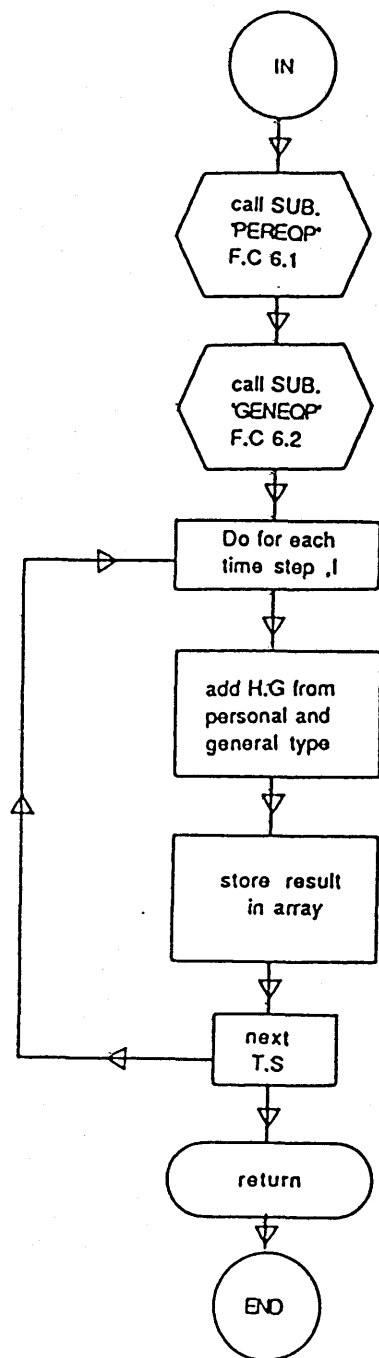 IN
call SUB.
'PEREQP'
F.C 6.1
call SUB.
'GENEQP'
F.C 6.2
Do for each
time step ,I
add H.G from
personal and
general type
store result
in array
next
T.S
return
END